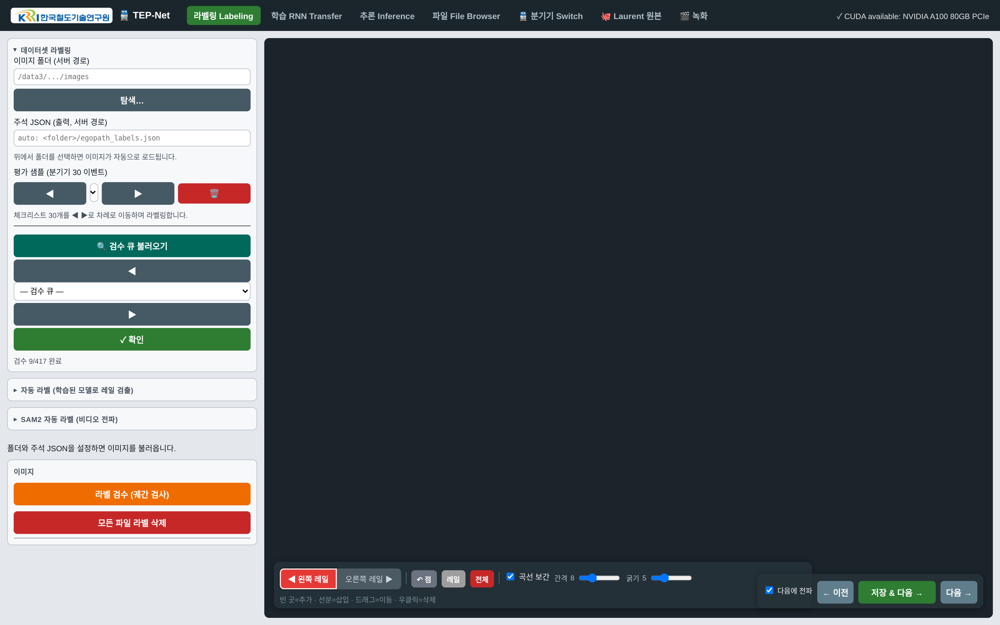 KRRI 한국철도기술연구원 🚆 TEP-Net 라벨링 Labeling 학습 RNN Transfer 추론 Inference 파일 File Browser 🚆 분기기 Switch 🐙 Laurent 원본 🎬 녹화 ✓ CUDA available: NVIDIA A100 80GB PCIe
▼ 데이터셋 라벨링
이미지 폴더 (서버 경로)
/data3/.../images
탐색…
주석 JSON (출력, 서버 경로)
auto: <folder>/egopath_labels.json
위에서 폴더를 선택하면 이미지가 자동으로 로드됩니다.
평가 샘플 (분기기 30 이벤트)
◀ ▶ 🗑️
체크리스트 30개를 ◀ ▶로 차례로 이동하며 라벨링합니다.
🔍 검수 큐 불러오기
◀
— 검수 큐 —
▶
✓ 확인
검수 9/417 완료
▶ 자동 라벨 (학습된 모델로 레일 검출)
▶ SAM2 자동 라벨 (비디오 전파)
폴더와 주석 JSON을 설정하면 이미지를 불러옵니다.
이미지
라벨 검수 (궤간 검사)
모든 파일 라벨 삭제
◀ 왼쪽 레일 오른쪽 레일 ▶ ↶ 점 레일 전체 곡선 보간 간격 8 굵기 5
빈 곳=추가 · 선분=삽입 · 드래그=이동 · 우클릭=삭제
다음에 전파 ← 이전 저장 & 다음 → 다음 →